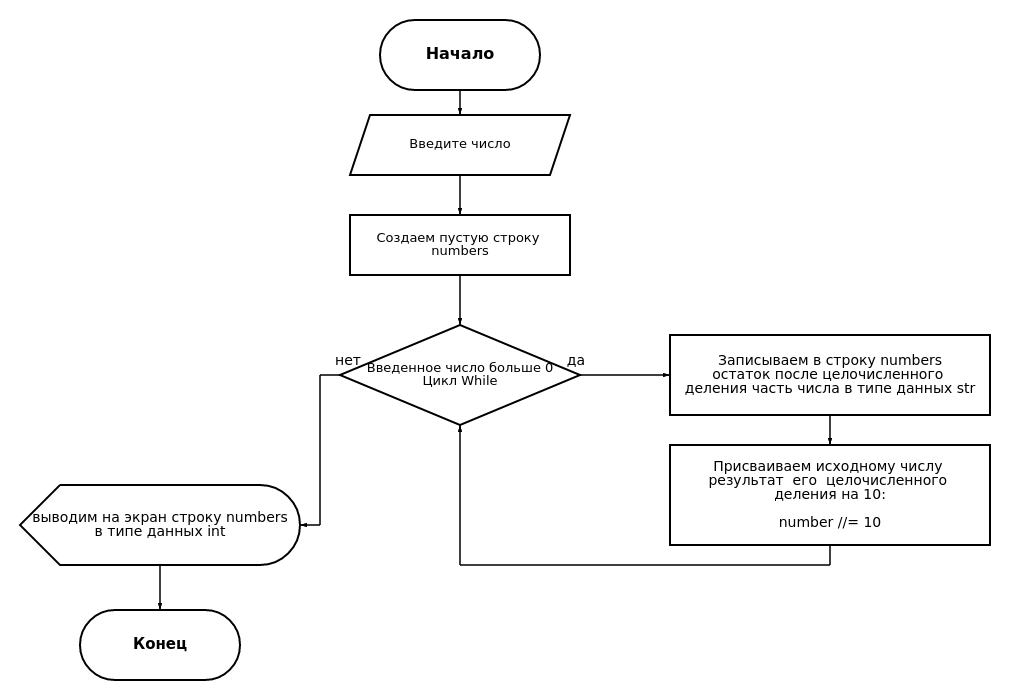 Начало
Введите число
Создаем пустую строку
numbers
нет
да
Введенное число больше 0
Цикл While
Записываем в строку numbers
остаток после целочисленного
деления часть числа в типе данных str
Присваиваем исходному числу
результат  его  целочисленного
деления на 10:
number //= 10
выводим на экран строку numbers
в типе данных int
Конец